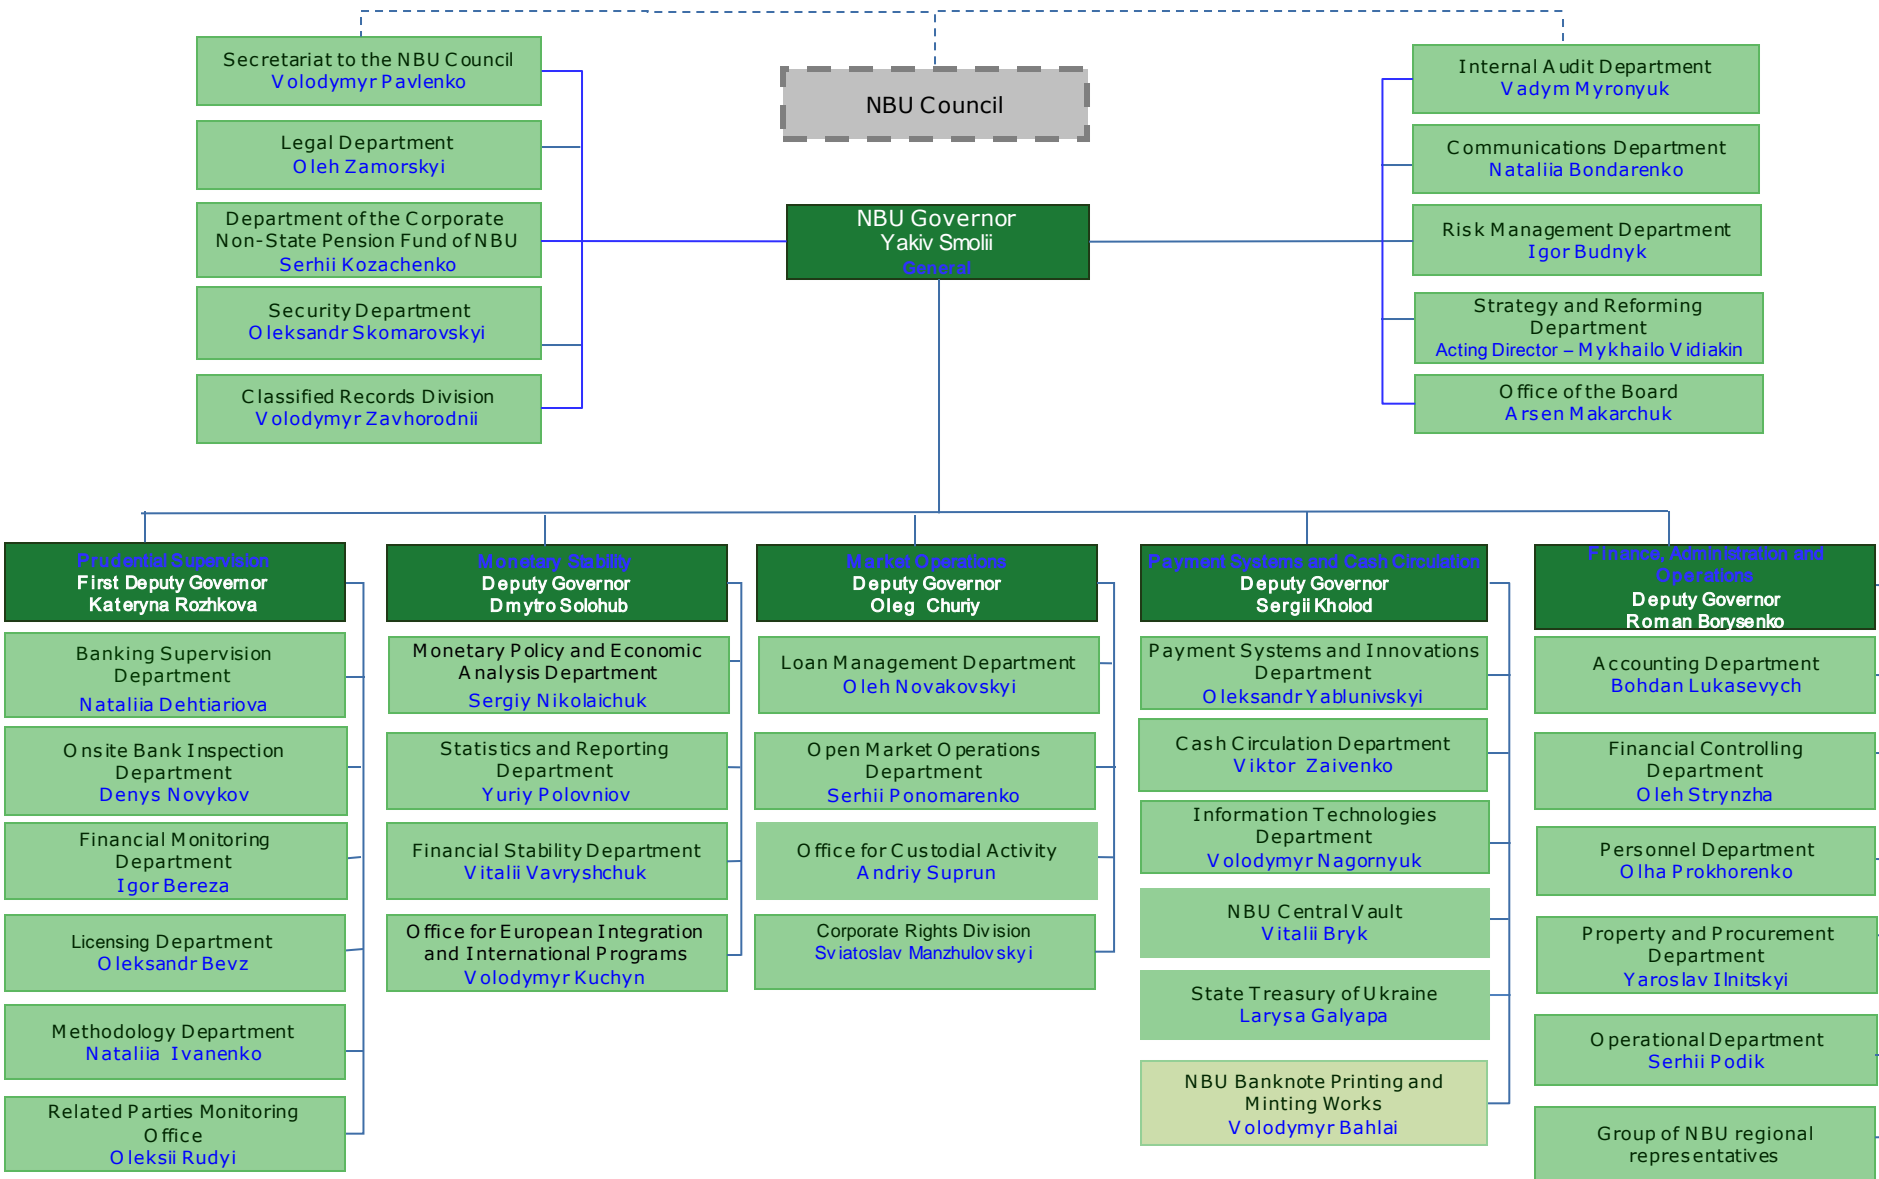 Secretariat to the NBU Council
Volodymyr Pavlenko
Legal Department
Oleh Zamorskyi
Department of the Corporate
Non-State Pension Fund of NBU
Serhii Kozachenko
Security Department
Oleksandr Skomarovskyi
Classified Records Division
Volodymyr Zavhorodnii
NBU Council
NBU Governor
Yakiv Smolii
General
Internal Audit Department
Vadym Myronyuk
Communications Department
Nataliia Bondarenko
Risk Management Department
Igor Budnyk
Strategy and Reforming
Department
Acting Director – Mykhailo Vidiakin
Office of the Board
Arsen Makarchuk
Prudential Supervision
First Deputy Governor
Kateryna Rozhkova
Banking Supervision
Department
Nataliia Dehtiariova
Onsite Bank Inspection
Department
Denys Novykov
Financial Monitoring
Department
Igor Bereza
Licensing Department
Oleksandr Bevz
Methodology Department
Nataliia Ivanenko
Related Parties Monitoring
Office
Oleksii Rudyi
Monetary Stability
Deputy Governor
Dmytro Solohub
Monetary Policy and Economic
Analysis Department
Sergiy Nikolaichuk
Statistics and Reporting
Department
Yuriy Polovniov
Financial Stability Department
Vitalii Vavryshchuk
Office for European Integration
and International Programs
Volodymyr Kuchyn
Market Operations
Deputy Governor
Oleg Churiy
Loan Management Department
Oleh Novakovskyi
Open Market Operations
Department
Serhii Ponomarenko
Office for Custodial Activity
Andriy Suprun
Corporate Rights Division
Sviatoslav Manzhulovskyi
Payment Systems and Cash Circulation
Deputy Governor
Sergii Kholod
Payment Systems and Innovations
Department
Oleksandr Yablunivskyi
Cash Circulation Department
Viktor Zaivenko
Information Technologies
Department
Volodymyr Nagornyuk
NBU Central Vault
Vitalii Bryk
State Treasury of Ukraine
Larysa Galyapa
NBU Banknote Printing and
Minting Works
Volodymyr Bahlai
Finance, Administration and
Operations
Deputy Governor
Roman Borysenko
Accounting Department
Bohdan Lukasevych
Financial Controlling
Department
Oleh Strynzha
Personnel Department
Olha Prokhorenko
Property and Procurement
Department
Yaroslav Ilnitskyi
Operational Department
Serhii Podik
Group of NBU regional
representatives